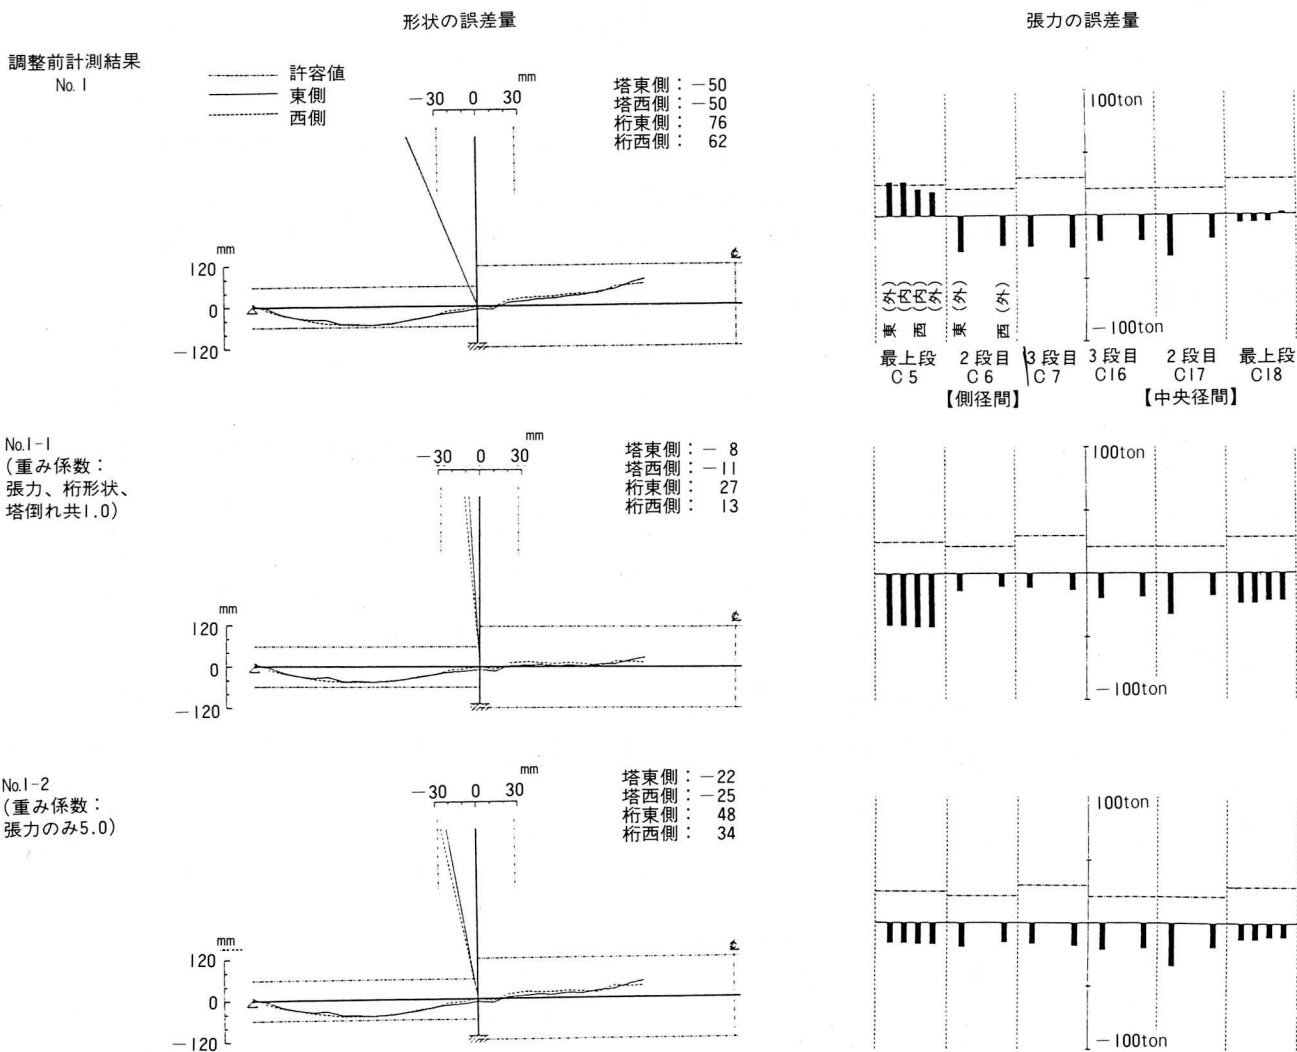 形状の誤差量
張力の誤差量
調整前計測結果
No.1
許容値
東側
西側
mm
-30 0 30
塔東側：-50
塔西側：-50
桁東側： 76
桁西側： 62
mm
120
0
-120
℄
100ton
-100ton
東(外)
(内)
西(内)
(外)
東(外)
西(外)
最上段 2段目 3段目 3段目 2段目 最上段
C5 C6 C7 C16 C17 C18
【側径間】 【中央径間】
No.1-1
(重み係数：
張力、桁形状、
塔倒れ共1.0)
mm
-30 0 30
塔東側：- 8
塔西側：-11
桁東側： 27
桁西側： 13
mm
120
0
-120
℄
100ton
-100ton
No.1-2
(重み係数：
張力のみ5.0)
mm
-30 0 30
塔東側：-22
塔西側：-25
桁東側： 48
桁西側： 34
mm
120
0
-120
℄
100ton
-100ton